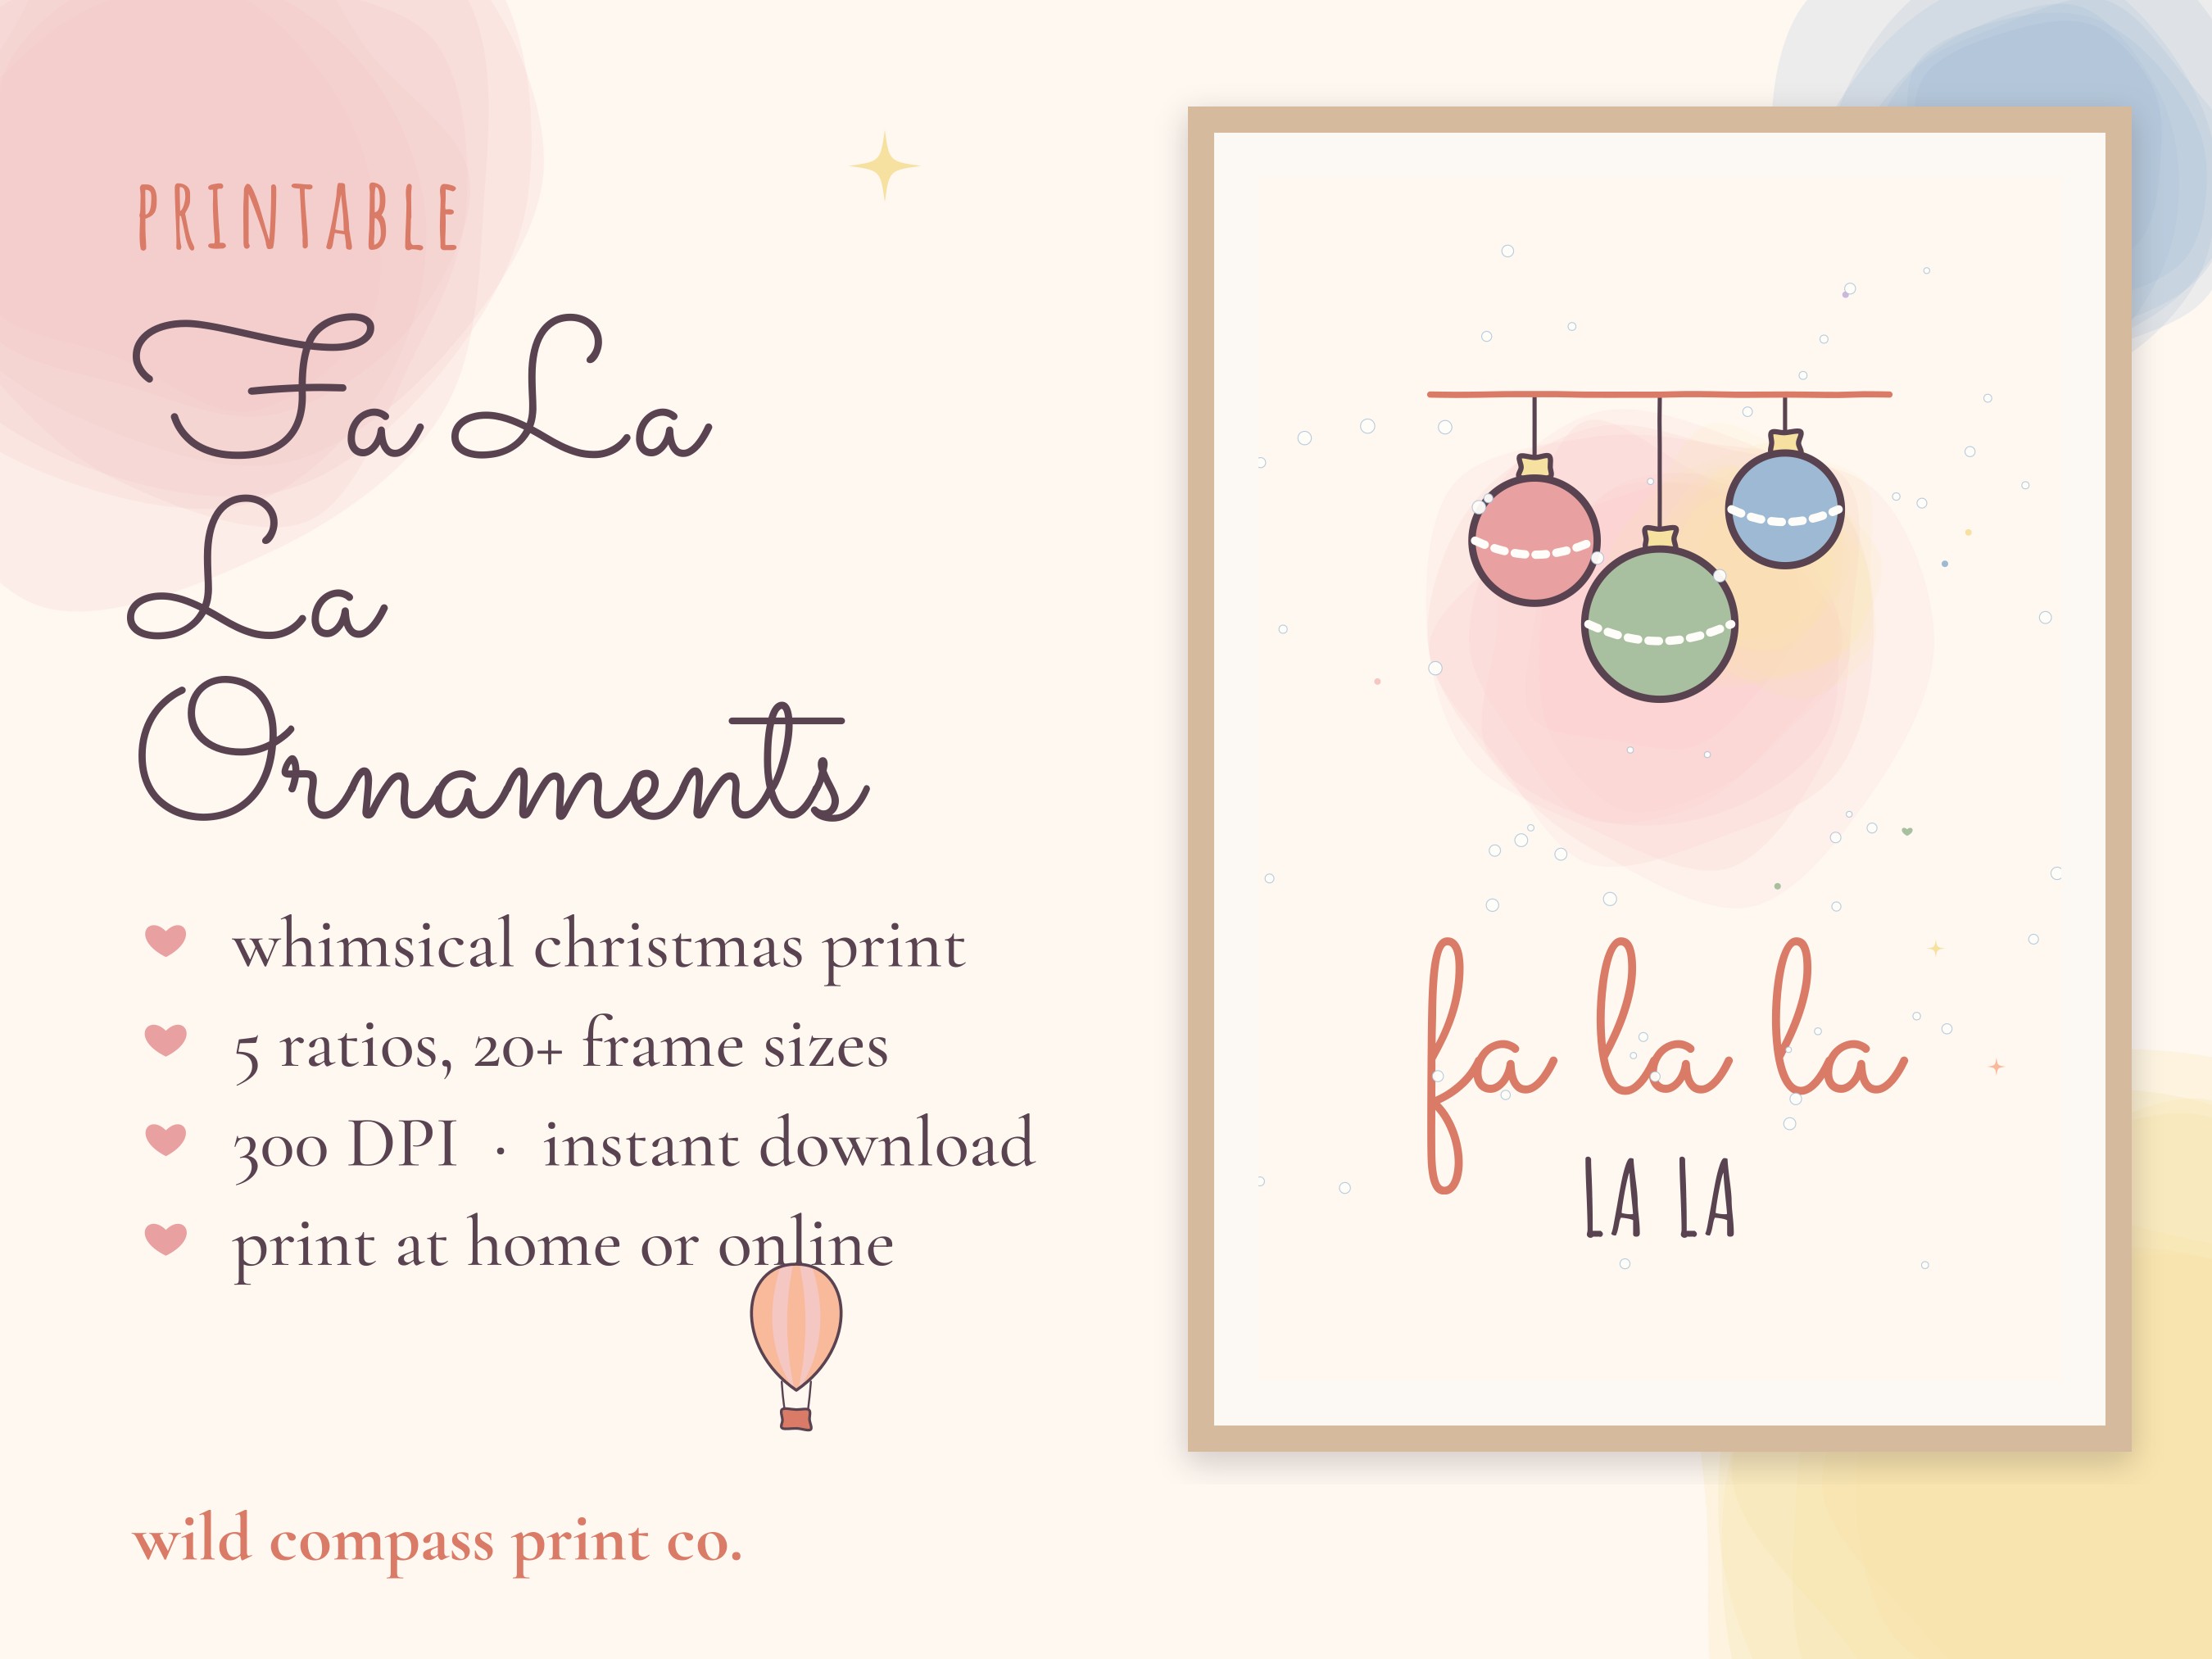 PRINTABLE
Fa La
La
Ornaments
whimsical christmas print
5 ratios, 20+ frame sizes
300 DPI · instant download
print at home or online
wild compass print co.
fa la la
LA LA